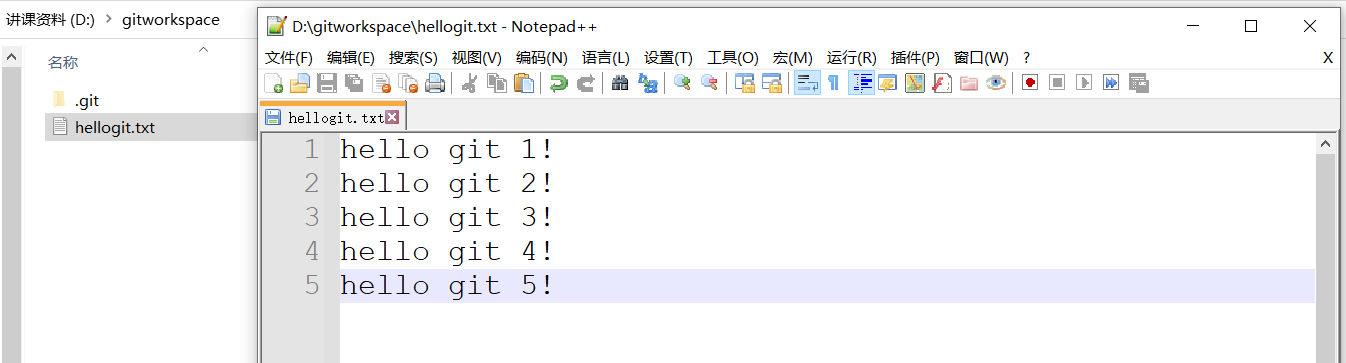 讲课资料 (D:) > gitworkspace
名称
.git
hellogit.txt
D:\gitworkspace\hellogit.txt - Notepad++
文件(F) 编辑(E) 搜索(S) 视图(V) 编码(N) 语言(L) 设置(T) 工具(O) 宏(M) 运行(R) 插件(P) 窗口(W) ? X
hellogit.txt
1 hello git 1!
2 hello git 2!
3 hello git 3!
4 hello git 4!
5 hello git 5!